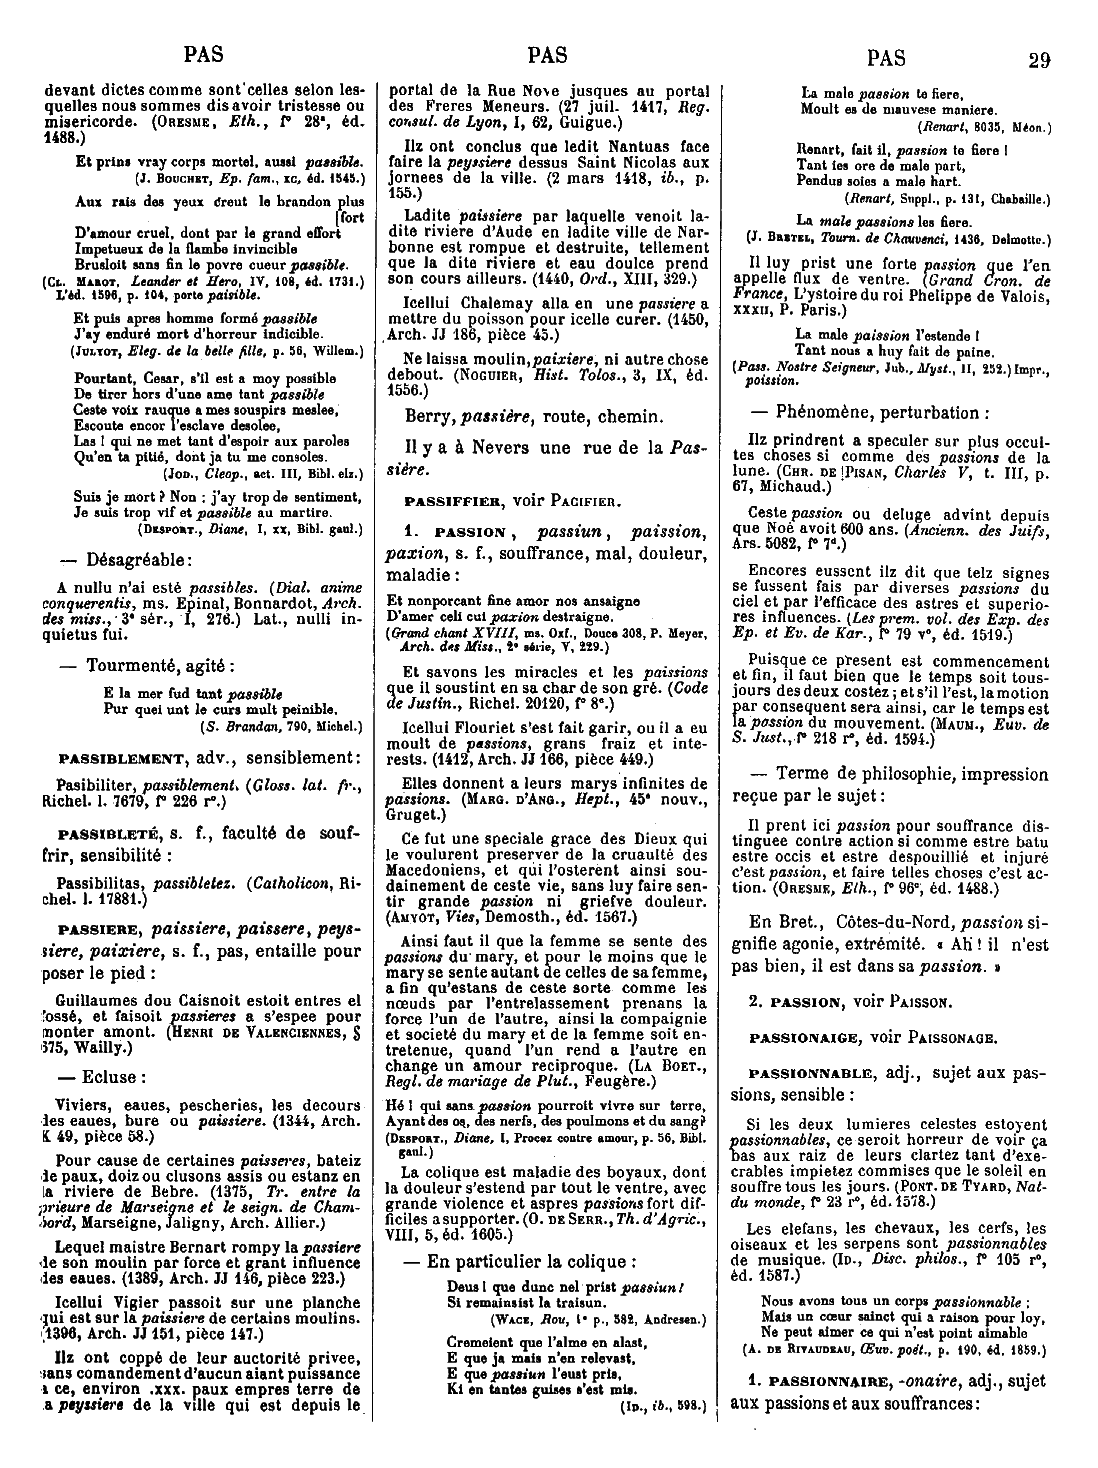 PAS
PAS
PAS 29
devant dictes comme sont celles selon les-
quelles nous sommes dis avoir tristesse ou
misericorde. (ORESME, Eth., f° 28ª, éd.
1488.)
Et prins vray corps mortel, aussi passible.
(J. BOUCHET, Ep. fam., xc, éd. 1545.)
Aux rais des yeux creut le brandon plus
[fort
D'amour cruel, dont par le grand effort
Impetueux de la flambe invincible
Brusloit sans fin le povre cueur passible.
(CL. MAROT, Leander et Hero, IV, 108, éd. 1731.)
L'éd. 1596, p. 104, porte paisible.
Et puis apres homme formé passible
J'ay enduré mort d'horreur indicible.
(JULYOT, Eleg. de la belle fille, p. 56, Willem.)
Pourtant, Cesar, s'il est a moy possible
De tirer hors d'une ame tant passible
Ceste voix rauque a mes souspirs meslee,
Escoute encor l'esclave desolee,
Las ! qui ne met tant d'espoir aux paroles
Qu'en ta pitié, dont ja tu me consoles.
(JOD., Cleop., act. III, Bibl. elz.)
Suis je mort ? Non : j'ay trop de sentiment,
Je suis trop vif et passible au martire.
(DESPORT., Diane, I, xx, Bibl. gaul.)
— Désagréable :
A nullu n'ai esté passibles. (Dial. anime
conquerentis, ms. Epinal, Bonnardot, Arch.
des miss., 3ª sér., I, 276.) Lat., nulli in-
quietus fui.
— Tourmenté, agité :
E la mer fud tant passible
Pur quei unt le curs mult peinible.
(S. Brandan, 790, Michel.)
PASSIBLEMENT, adv., sensiblement :
Pasibiliter, passiblement. (Gloss. lat. fr.,
Richel. l. 7679, f° 226 r°.)
PASSIBLETÉ, s. f., faculté de souf-
frir, sensibilité :
Passibilitas, passibletez. (Catholicon, Ri-
chel. l. 17881.)
PASSIERE, paissiere, paissere, peys-
siere, paixiere, s. f., pas, entaille pour
poser le pied :
Guillaumes dou Caisnoit estoit entres el
fossé, et faisoit passieres a s'espee pour
monter amont. (HENRI DE VALENCIENNES, §
575, Wailly.)
— Ecluse :
Viviers, eaues, pescheries, les decours
des eaues, bure ou paissiere. (1344, Arch.
K 49, pièce 58.)
Pour cause de certaines paisseres, bateiz
de paux, doiz ou clusons assis ou estanz en
la riviere de Bebre. (1375, Tr. entre la
prieure de Marseigne et le seign. de Cham-
bord, Marseigne, Jaligny, Arch. Allier.)
Lequel maistre Bernart rompy la passiere
de son moulin par force et grant influence
des eaues. (1389, Arch. JJ 146, pièce 223.)
Icellui Vigier passoit sur une planche
qui est sur la paissiere de certains moulins.
(1396, Arch. JJ 151, pièce 147.)
Ilz ont coppé de leur auctorité privee,
sans comandement d'aucun aiant puissance
a ce, environ .xxx. paux empres terre de
la peyssiere de la ville qui est depuis le
portal de la Rue Nove jusques au portal
des Freres Meneurs. (27 juil. 1417, Reg.
consul. de Lyon, I, 62, Guigue.)
Ilz ont conclus que ledit Nantuas face
faire la peyssiere dessus Saint Nicolas aux
jornees de la ville. (2 mars 1418, ib., p.
155.)
Ladite paissiere par laquelle venoit la-
dite riviere d'Aude en ladite ville de Nar-
bonne est rompue et destruite, tellement
que la dite riviere et eau doulce prend
son cours ailleurs. (1440, Ord., XIII, 329.)
Icellui Chalemay alla en une passiere a
mettre du poisson pour icelle curer. (1450,
Arch. JJ 186, pièce 45.)
Ne laissa moulin, paixiere, ni autre chose
debout. (NOGUIER, Hist. Tolos., 3, IX, éd.
1556.)
Berry, passière, route, chemin.
Il y a à Nevers une rue de la Pas-
sière.
PASSIFFIER, voir PACIFIER.
1. PASSION, passiun, paission,
paxion, s. f., souffrance, mal, douleur,
maladie :
Et nonporcant fine amor nos ansaigne
D'amer celi cui paxion destraigne.
(Grand chant XVIII, ms. Oxf., Douce 308, P. Meyer,
Arch. des Miss., 2ª série, V, 229.)
Et savons les miracles et les paissions
que il soustint en sa char de son gré. (Code
de Justin., Richel. 20120, f° 8ª.)
Icellui Flouriet s'est fait garir, ou il a eu
moult de passions, grans fraiz et inte-
rests. (1412, Arch. JJ 166, pièce 449.)
Elles donnent a leurs marys infinites de
passions. (MARG. D'ANG., Hept., 45ª nouv.,
Gruget.)
Ce fut une speciale grace des Dieux qui
le voulurent preserver de la cruaulté des
Macedoniens, et qui l'osterent ainsi sou-
dainement de ceste vie, sans luy faire sen-
tir grande passion ni griefve douleur.
(AMYOT, Vies, Demosth., éd. 1567.)
Ainsi faut il que la femme se sente des
passions du mary, et pour le moins que le
mary se sente autant de celles de sa femme,
a fin qu'estans de ceste sorte comme les
nœuds par l'entrelassement prenans la
force l'un de l'autre, ainsi la compaignie
et societé du mary et de la femme soit en-
tretenue, quand l'un rend a l'autre en
change un amour reciproque. (LA BOET.,
Regl. de mariage de Plut., Feugère.)
Hé ! qui sans passion pourroit vivre sur terre,
Ayant des os, des nerfs, des poulmons et du sang?
(DESPORT., Diane, I, Procez contre amour, p. 56, Bibl.
gaul.)
La colique est maladie des boyaux, dont
la douleur s'estend par tout le ventre, avec
grande violence et aspres passions fort dif-
ficiles a supporter. (O. DE SERR., Th. d'Agric.,
VIII, 5, éd. 1605.)
— En particulier la colique :
Deus ! que dunc nel prist passiun !
Si remainsist la traisun.
(WACE, Rou, 1ª p., 582, Andresen.)
Cremeient que l'alme en alast,
E que ja mais n'en relevast,
E que passiun l'eust pris,
Ki en tantes guises s'est mis.
(ID., ib., 598.)
La male passion te fiere,
Moult es de mauvese maniere.
(Renart, 8035, Méon.)
Renart, fait il, passion te fiere !
Tant ies ore de male part,
Pendus soies a male hart.
(Renart, Suppl., p. 131, Chabaille.)
La male passions les fiere.
(J. BRETEL, Tourn. de Chauvenci, 1436, Delmotte.)
Il luy prist une forte passion que l'en
appelle flux de ventre. (Grand Cron. de
France, L'ystoire du roi Phelippe de Valois,
XXXII, P. Paris.)
La male paission l'estende !
Tant nous a huy fait de paine.
(Pass. Nostre Seigneur, Jub., Myst., II, 252.) Impr.,
poission.
— Phénomène, perturbation :
Ilz prindrent a speculer sur plus occul-
tes choses si comme des passions de la
lune. (CHR. DE PISAN, Charles V, t. III, p.
67, Michaud.)
Ceste passion ou deluge advint depuis
que Noé avoit 600 ans. (Ancienn. des Juifs,
Ars. 5082, f° 7ᵈ.)
Encores eussent ilz dit que telz signes
se fussent fais par diverses passions du
ciel et par l'efficace des astres et superio-
res influences. (Les prem. vol. des Exp. des
Ep. et Ev. de Kar., f° 79 v°, éd. 1519.)
Puisque ce present est commencement
et fin, il faut bien que le temps soit tous-
jours des deux costez ; et s'il l'est, la motion
par consequent sera ainsi, car le temps est
la passion du mouvement. (MAUM., Euv. de
S. Just., f° 218 r°, éd. 1594.)
— Terme de philosophie, impression
reçue par le sujet :
Il prent ici passion pour souffrance dis-
tinguee contre action si comme estre batu
estre occis et estre despouillié et injuré
c'est passion, et faire telles choses c'est ac-
tion. (ORESME, Eth., f° 96ᶜ, éd. 1488.)
En Bret., Côtes-du-Nord, passion si-
gnifie agonie, extrémité. « Ah ! il n'est
pas bien, il est dans sa passion. »
2. PASSION, voir PAISSON.
PASSIONAIGE, voir PAISSONAGE.
PASSIONNABLE, adj., sujet aux pas-
sions, sensible :
Si les deux lumieres celestes estoyent
passionnables, ce seroit horreur de voir ça
bas aux raiz de leurs clartez tant d'exe-
crables impietez commises que le soleil en
souffre tous les jours. (PONT. DE TYARD, Nat-
du monde, f° 23 r°, éd. 1578.)
Les elefans, les chevaux, les cerfs, les
oiseaux et les serpens sont passionnables
de musique. (ID., Disc. philos., f° 105 r°,
éd. 1587.)
Nous avons tous un corps passionnable ;
Mais un cœur sainct qui a raison pour loy,
Ne peut aimer ce qui n'est point aimable
(A. DE RIVAUDEAU, Œuv. poét., p. 190, éd. 1859.)
1. PASSIONNAIRE, -onaire, adj., sujet
aux passions et aux souffrances :